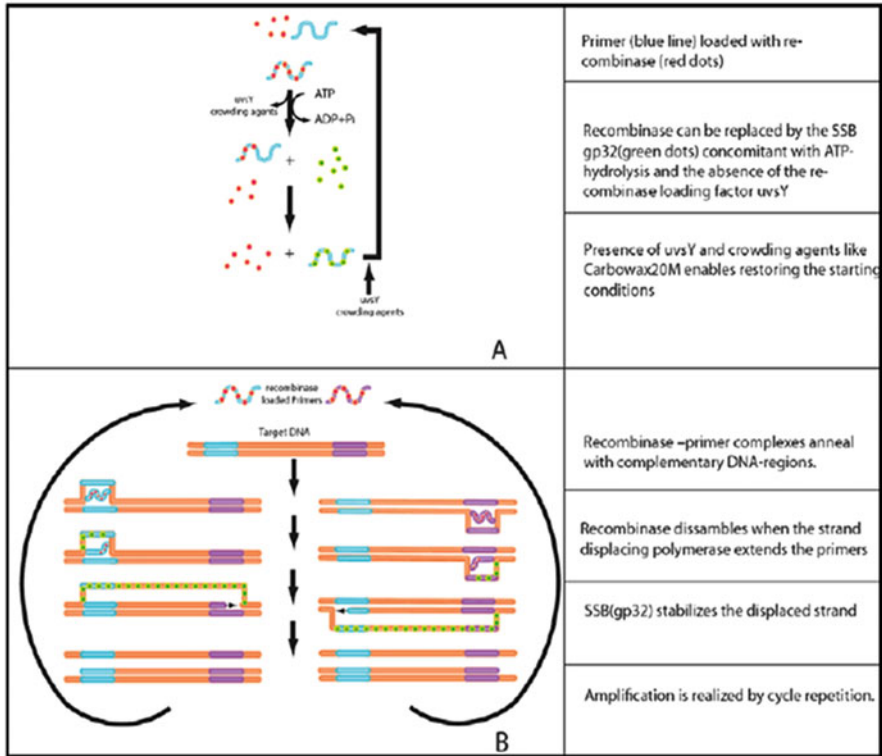 Primer (blue line) loaded with re-
combinase (red dots)
uvsY
crowding agents
ATP
ADP+Pi
+
Recombinase can be replaced by the SSB
gp32(green dots) concomitant with ATP-
hydrolysis and the absence of the re-
combinase loading factor uvsY
+
uvsY
crowding agents
Presence of uvsY and crowding agents like
Carbowax20M enables restoring the starting
conditions
A
recombinase
loaded Primers
Target DNA
Recombinase –primer complexes anneal
with complementary DNA-regions.
Recombinase dissambles when the strand
displacing polymerase extends the primers
SSB(gp32) stabilizes the displaced strand
Amplification is realized by cycle repetition.
B